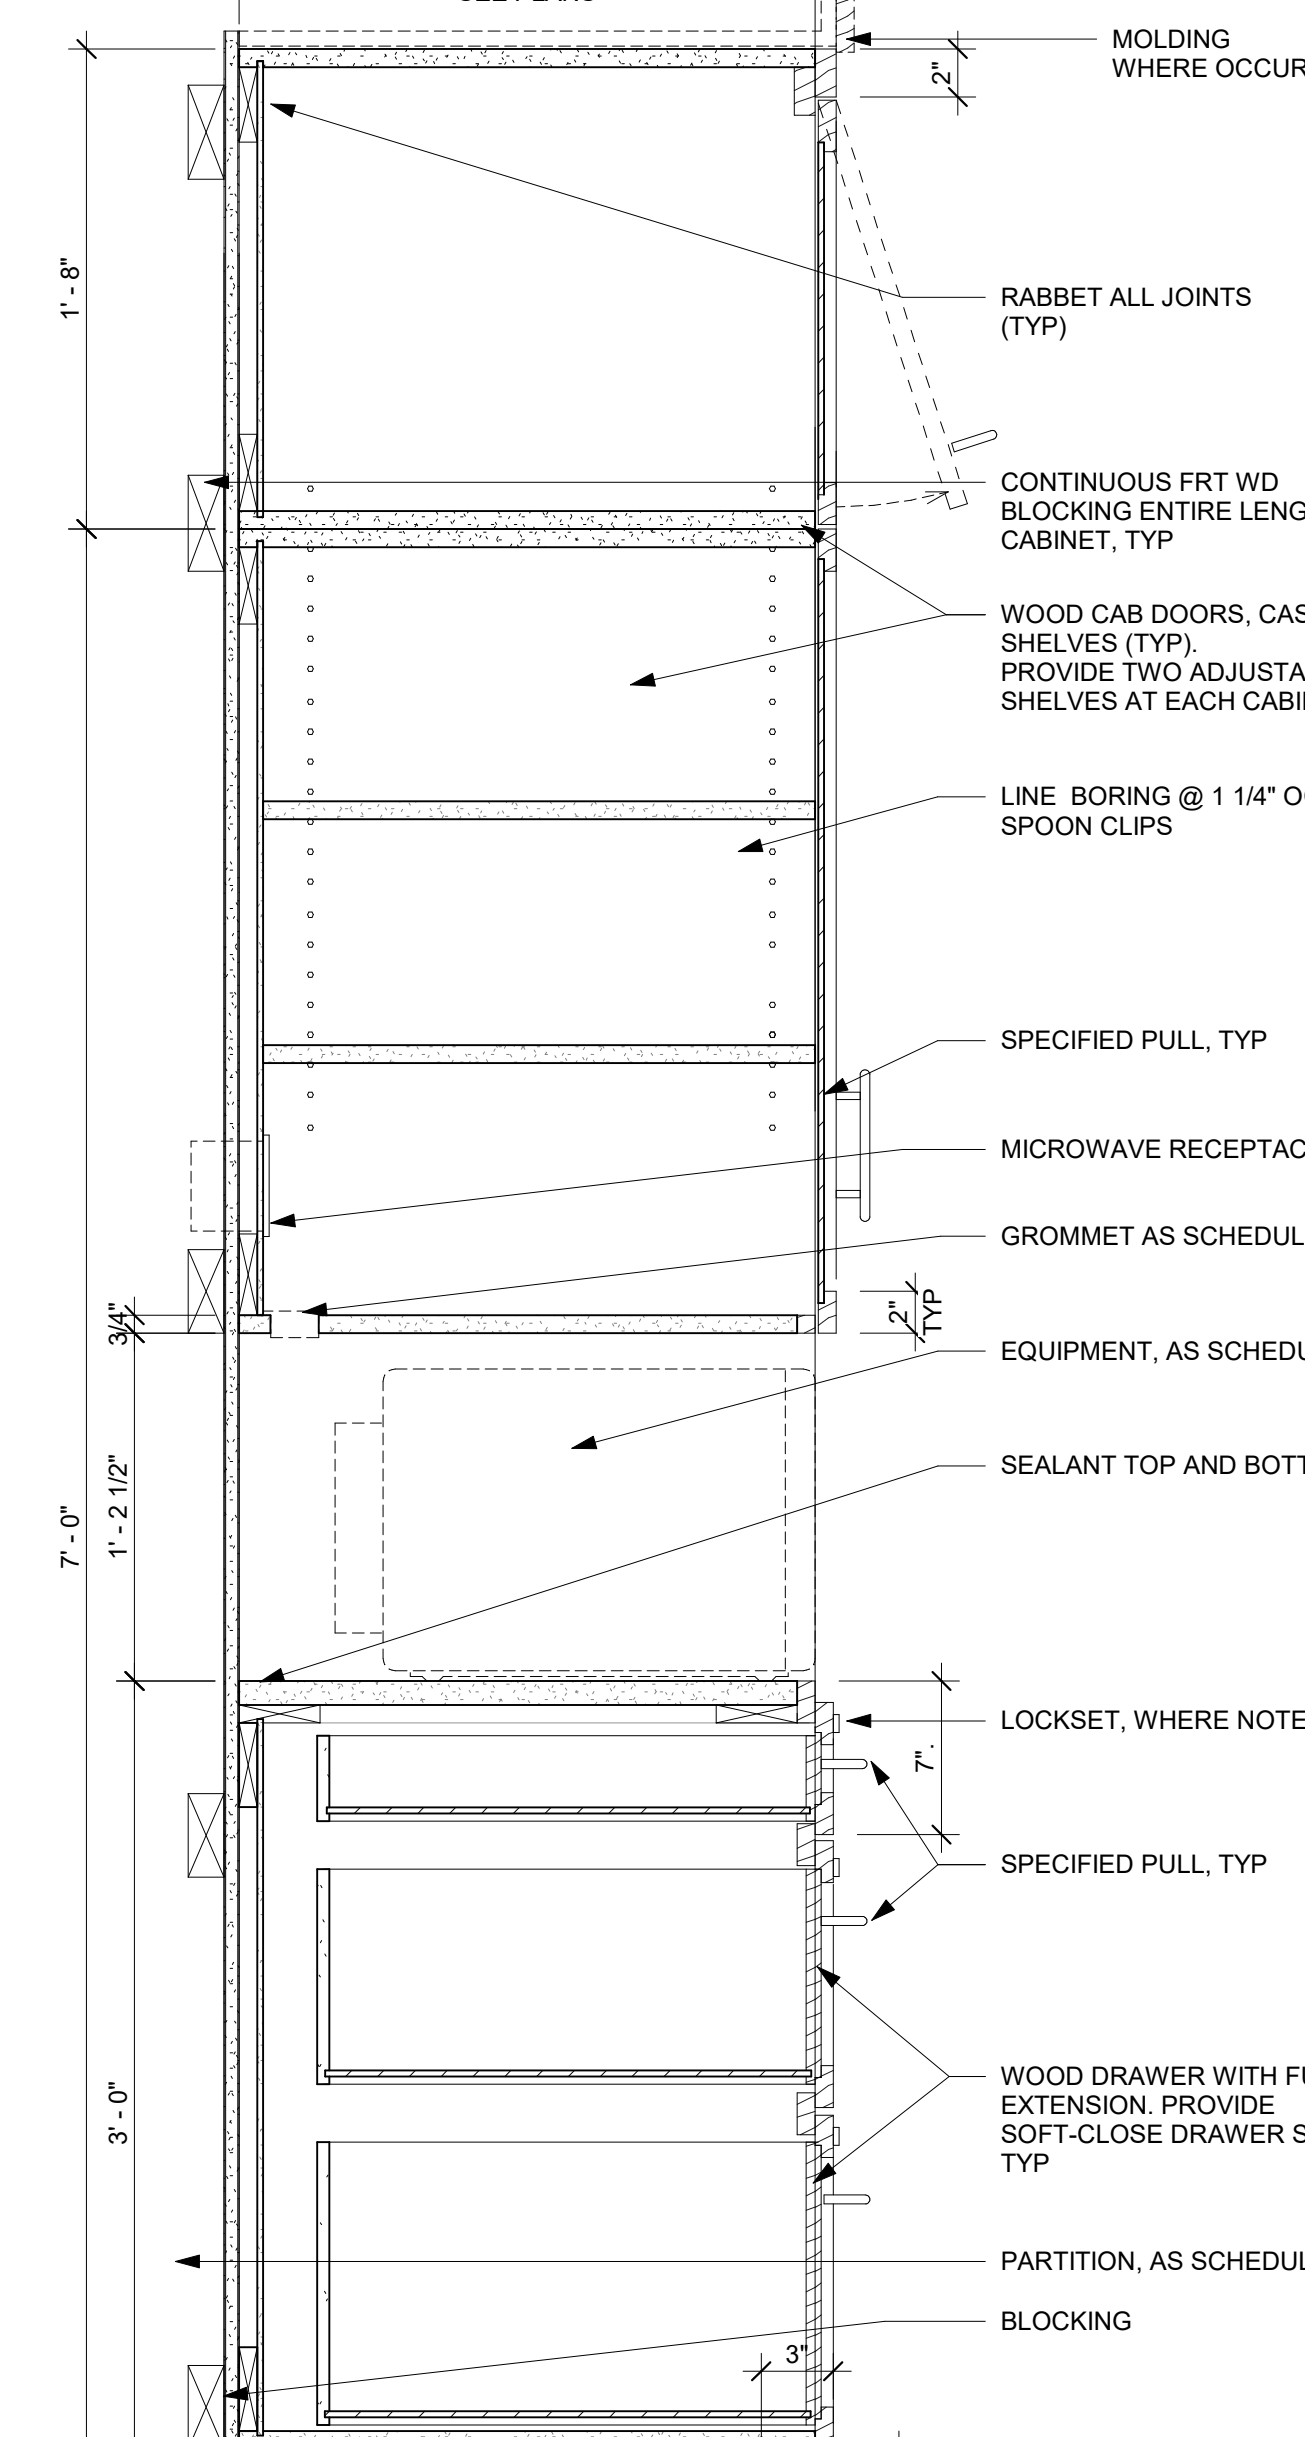 MOLDING
WHERE OCCUR
2"
1' - 8"
RABBET ALL JOINTS
(TYP)
CONTINUOUS FRT WD
BLOCKING ENTIRE LENG
CABINET, TYP
WOOD CAB DOORS, CAS
SHELVES (TYP).
PROVIDE TWO ADJUSTA
SHELVES AT EACH CABI
LINE BORING @ 1 1/4" O
SPOON CLIPS
SPECIFIED PULL, TYP
MICROWAVE RECEPTAC
GROMMET AS SCHEDUL
3/4"
2"
TYP
EQUIPMENT, AS SCHEDU
SEALANT TOP AND BOTT
7' - 0"
1' - 2 1/2"
LOCKSET, WHERE NOTE
7".
SPECIFIED PULL, TYP
WOOD DRAWER WITH FU
EXTENSION. PROVIDE
SOFT-CLOSE DRAWER S
TYP
3' - 0"
PARTITION, AS SCHEDUL
BLOCKING
3"